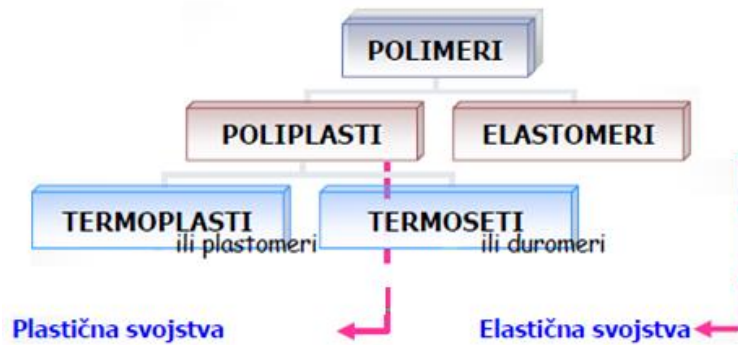 POLIMERI
POLIPLASTI ELASTOMERI
TERMOPLASTI TERMOSETI
ili plastomeri ili duromeri
Plastična svojstva Elastična svojstva